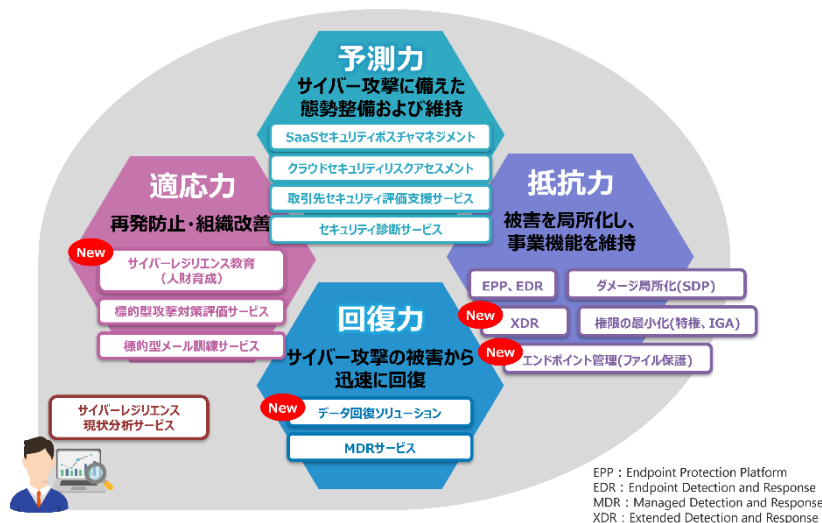 予測力
サイバー攻撃に備えた
態勢整備および維持
SaaSセキュリティポスチャマネジメント
クラウドセキュリティリスクアセスメント
取引先セキュリティ評価支援サービス
セキュリティ診断サービス
適応力
再発防止・組織改善
New
サイバーレジリエンス教育
（人財育成）
標的型攻撃対策評価サービス
標的型メール訓練サービス
抵抗力
被害を局所化し、
事業機能を維持
EPP、EDR
ダメージ局所化(SDP)
New
XDR
権限の最小化(特権、IGA)
New
エンドポイント管理(ファイル保護)
回復力
サイバー攻撃の被害から
迅速に回復
New
データ回復ソリューション
MDRサービス
サイバーレジリエンス
現状分析サービス
EPP：Endpoint Protection Platform
EDR：Endpoint Detection and Response
MDR：Managed Detection and Response
XDR：Extended Detection and Response